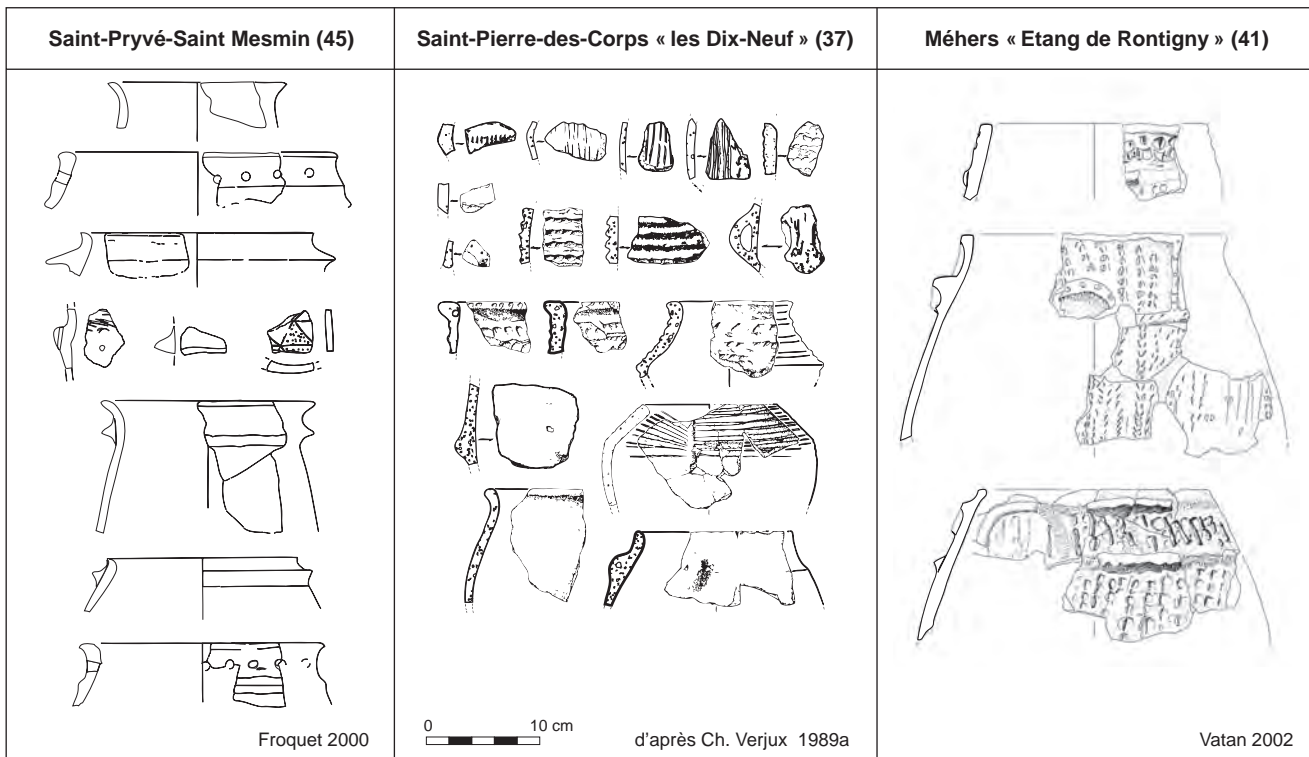 Saint-Pryvé-Saint Mesmin (45)
Saint-Pierre-des-Corps « les Dix-Neuf » (37)
Méhers « Etang de Rontigny » (41)
Froquet 2000
0 10 cm
d'après Ch. Verjux 1989a
Vatan 2002